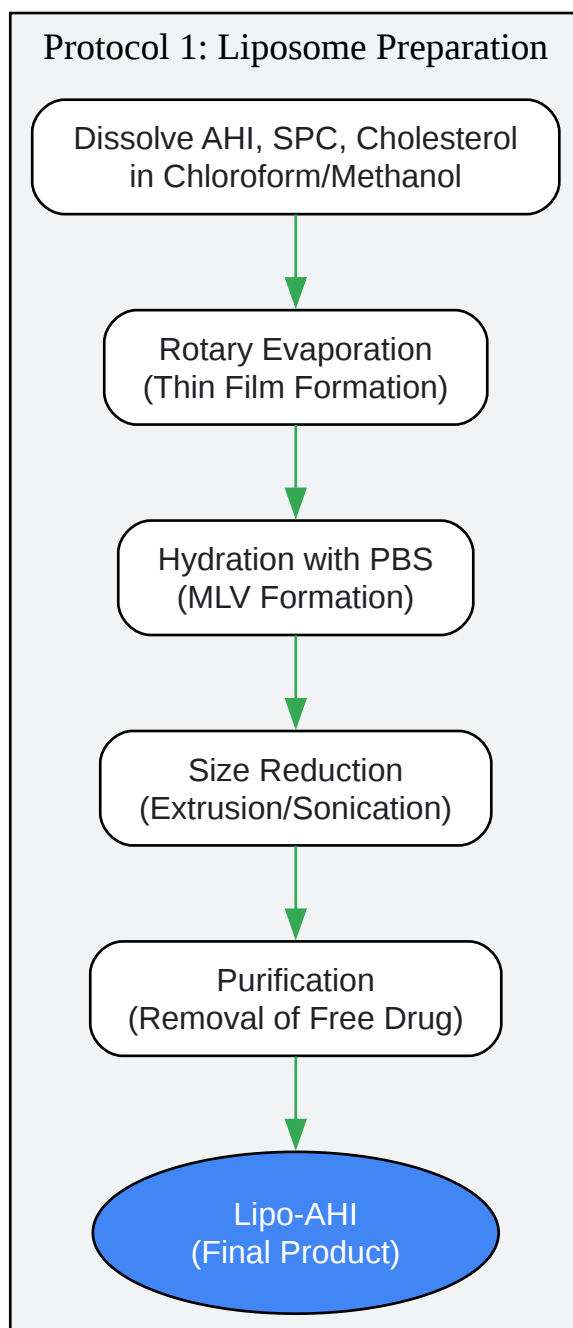 Protocol 1: Liposome Preparation
Dissolve AHI, SPC, Cholesterol
in Chloroform/Methanol
Rotary Evaporation
(Thin Film Formation)
Hydration with PBS
(MLV Formation)
Size Reduction
(Extrusion/Sonication)
Purification
(Removal of Free Drug)
Lipo-AHI
(Final Product)